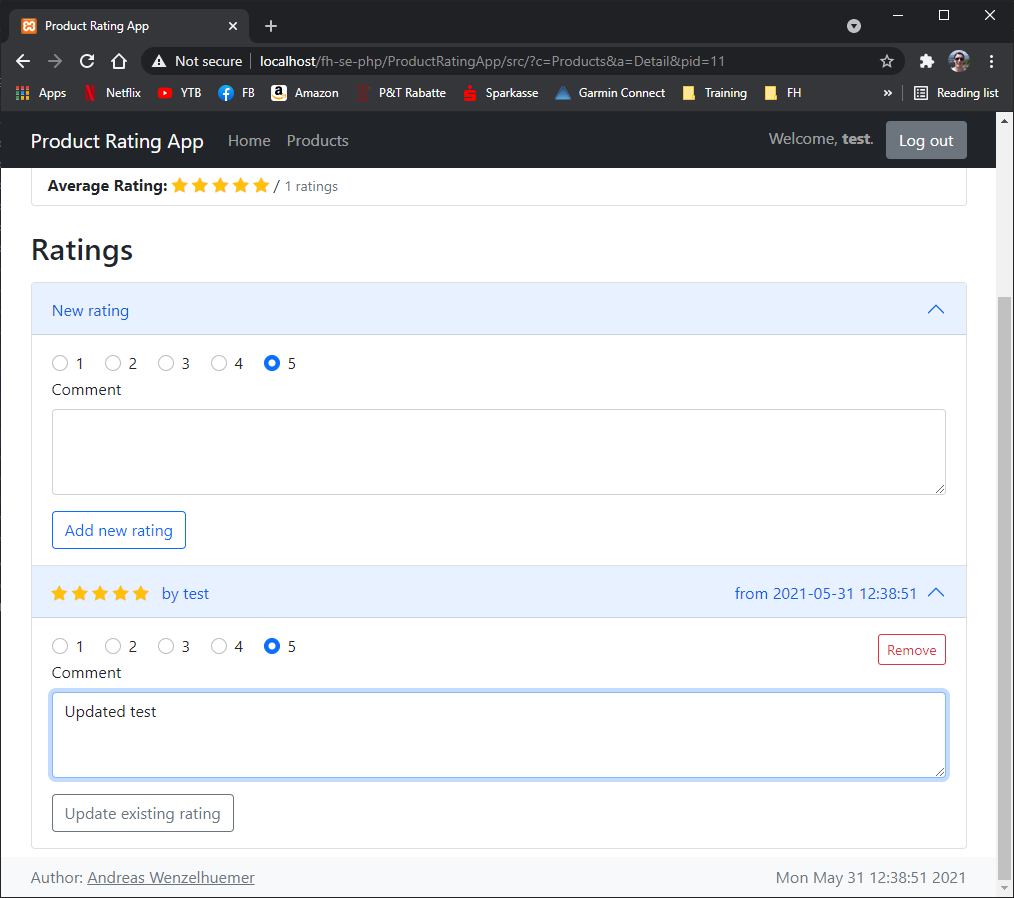 Product Rating App
Not secure localhost/fh-se-php/ProductRatingApp/src/?c=Products&a=Detail&pid=11
Apps Netflix YTB FB Amazon P&T Rabatte Sparkasse Garmin Connect Training FH » Reading list
Product Rating App Home Products Welcome, test. Log out
Average Rating: / 1 ratings
Ratings
New rating
1 2 3 4 5
Comment
Add new rating
by test from 2021-05-31 12:38:51
1 2 3 4 5 Remove
Comment
Updated test
Update existing rating
Author: Andreas Wenzelhuemer Mon May 31 12:38:51 2021